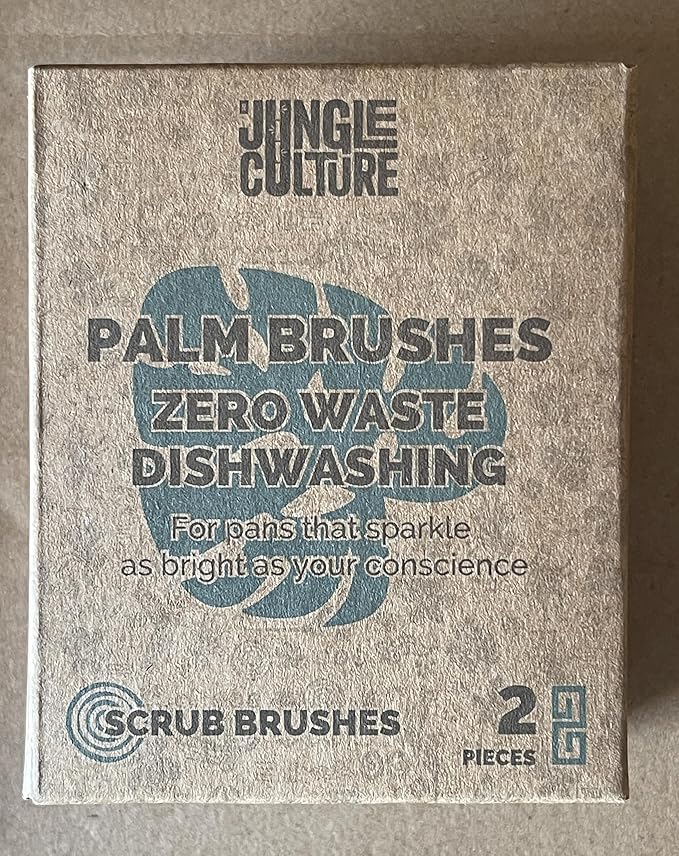 JUNGLE
CULTURE
PALM BRUSHES
ZERO WASTE
DISHWASHING
For pans that sparkle
as bright as your conscience
SCRUB BRUSHES
2
PIECES